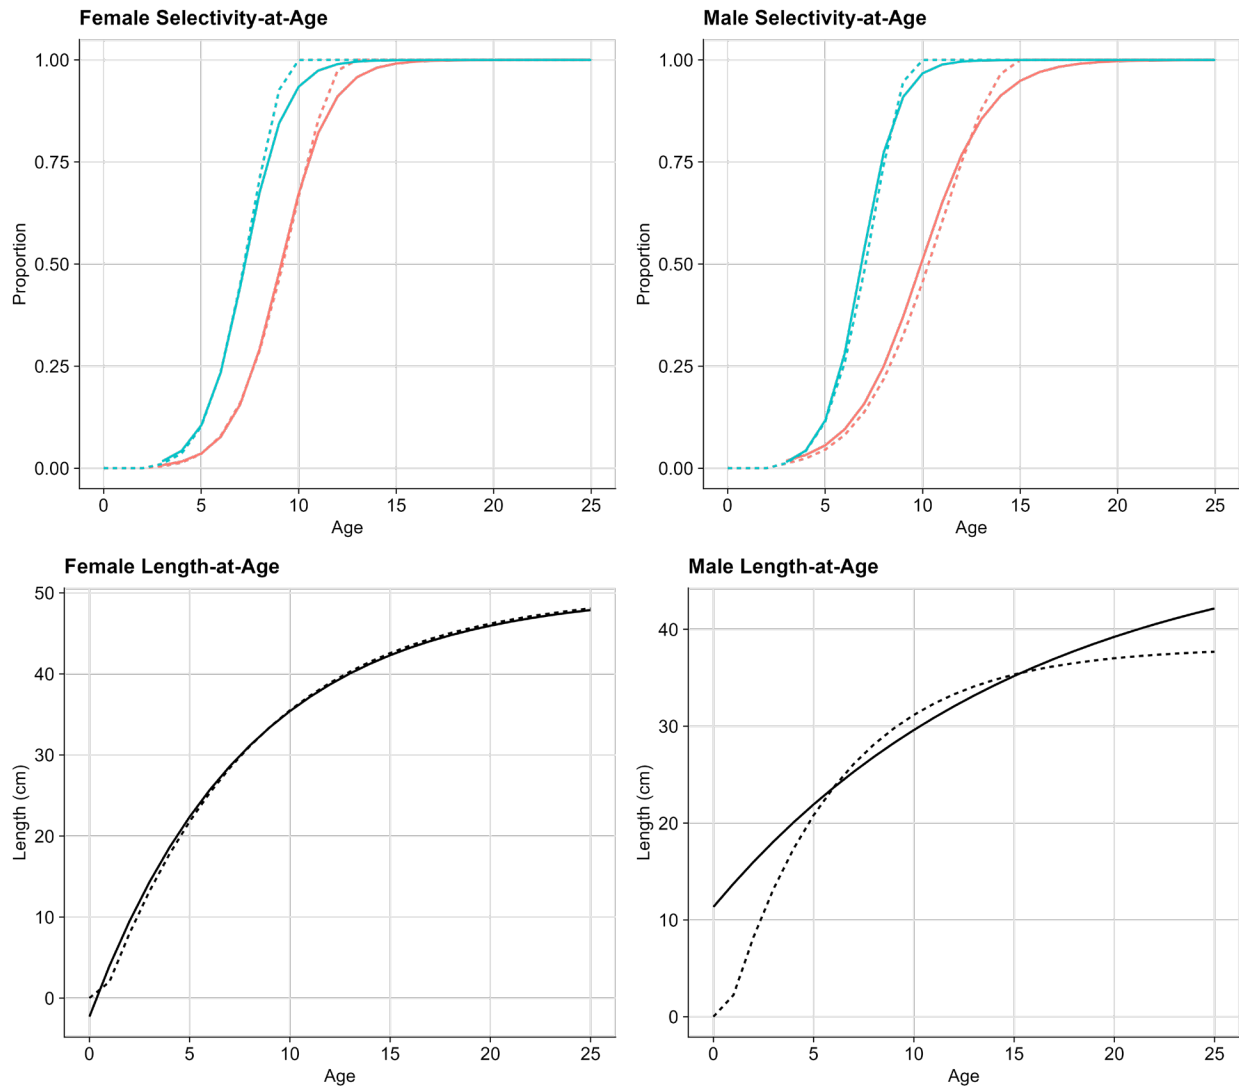 Female Selectivity-at-Age
1.00
0.75
0.50
0.25
0.00
Proportion
0 5 10 15 20 25
Age
Male Selectivity-at-Age
1.00
0.75
0.50
0.25
0.00
Proportion
0 5 10 15 20 25
Age
Female Length-at-Age
50
40
30
20
10
0
Length (cm)
0 5 10 15 20 25
Age
Male Length-at-Age
40
30
20
10
0
Length (cm)
0 5 10 15 20 25
Age